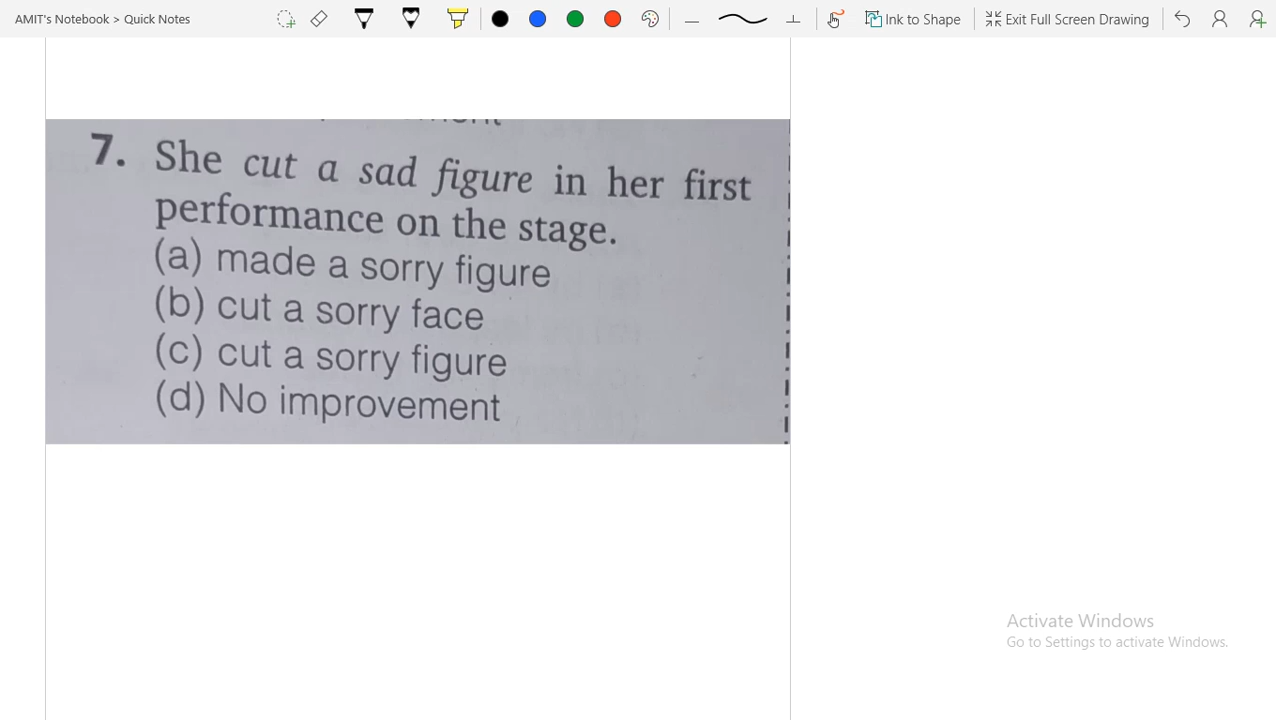 AMIT's Notebook > Quick Notes
Ink to Shape
Exit Full Screen Drawing
7. She cut a sad figure in her first
performance on the stage.
(a) made a sorry figure
(b) cut a sorry face
(c) cut a sorry figure
(d) No improvement
Activate Windows
Go to Settings to activate Windows.